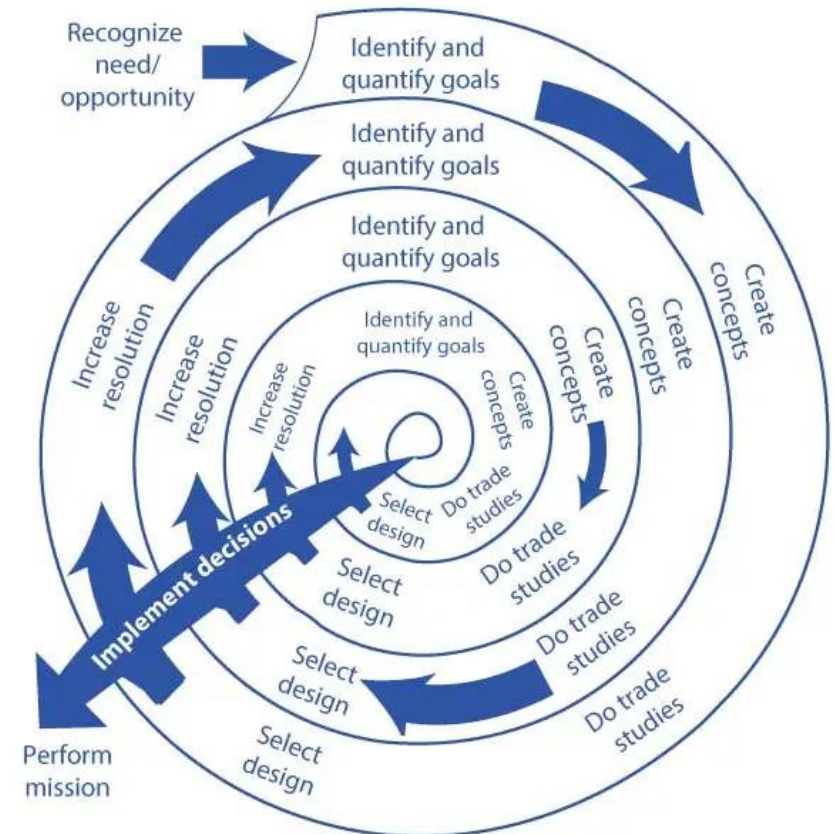 Recognize
need/
opportunity
Identify and
quantify goals
Identify and
quantify goals
Identify and
quantify goals
Identify and
quantify goals
Create
concepts
Create
concepts
Create
concepts
Create
concepts
Do trade
studies
Do trade
studies
Do trade
studies
Do trade
studies
Select
design
Select
design
Select
design
Select
design
Increase
resolution
Increase
resolution
Increase
resolution
Implement decisions
Perform
mission